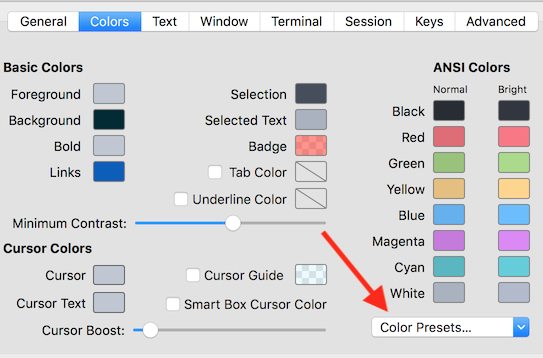 General Colors Text Window Terminal Session Keys Advanced
Basic Colors
Foreground
Background
Bold
Links
Selection
Selected Text
Badge
Tab Color
Underline Color
Minimum Contrast:
Cursor Colors
Cursor
Cursor Text
Cursor Guide
Smart Box Cursor Color
Cursor Boost:
ANSI Colors
Normal Bright
Black
Red
Green
Yellow
Blue
Magenta
Cyan
White
Color Presets...